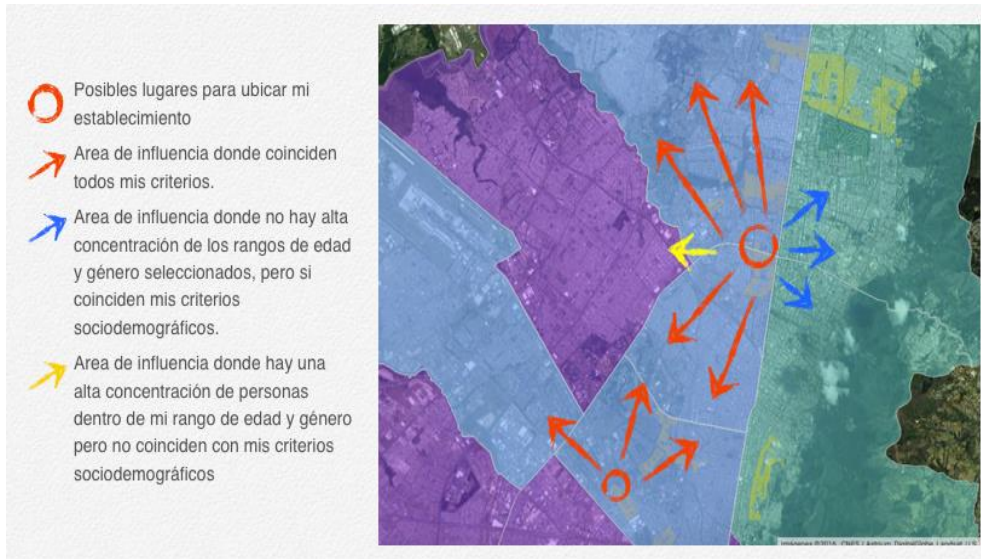 Posibles lugares para ubicar mi
establecimiento
Area de influencia donde coinciden
todos mis criterios.
Area de influencia donde no hay alta
concentración de los rangos de edad
y género seleccionados, pero si
coinciden mis criterios
sociodemográficos.
Area de influencia donde hay una
alta concentración de personas
dentro de mi rango de edad y género
pero no coinciden con mis criterios
sociodemográficos